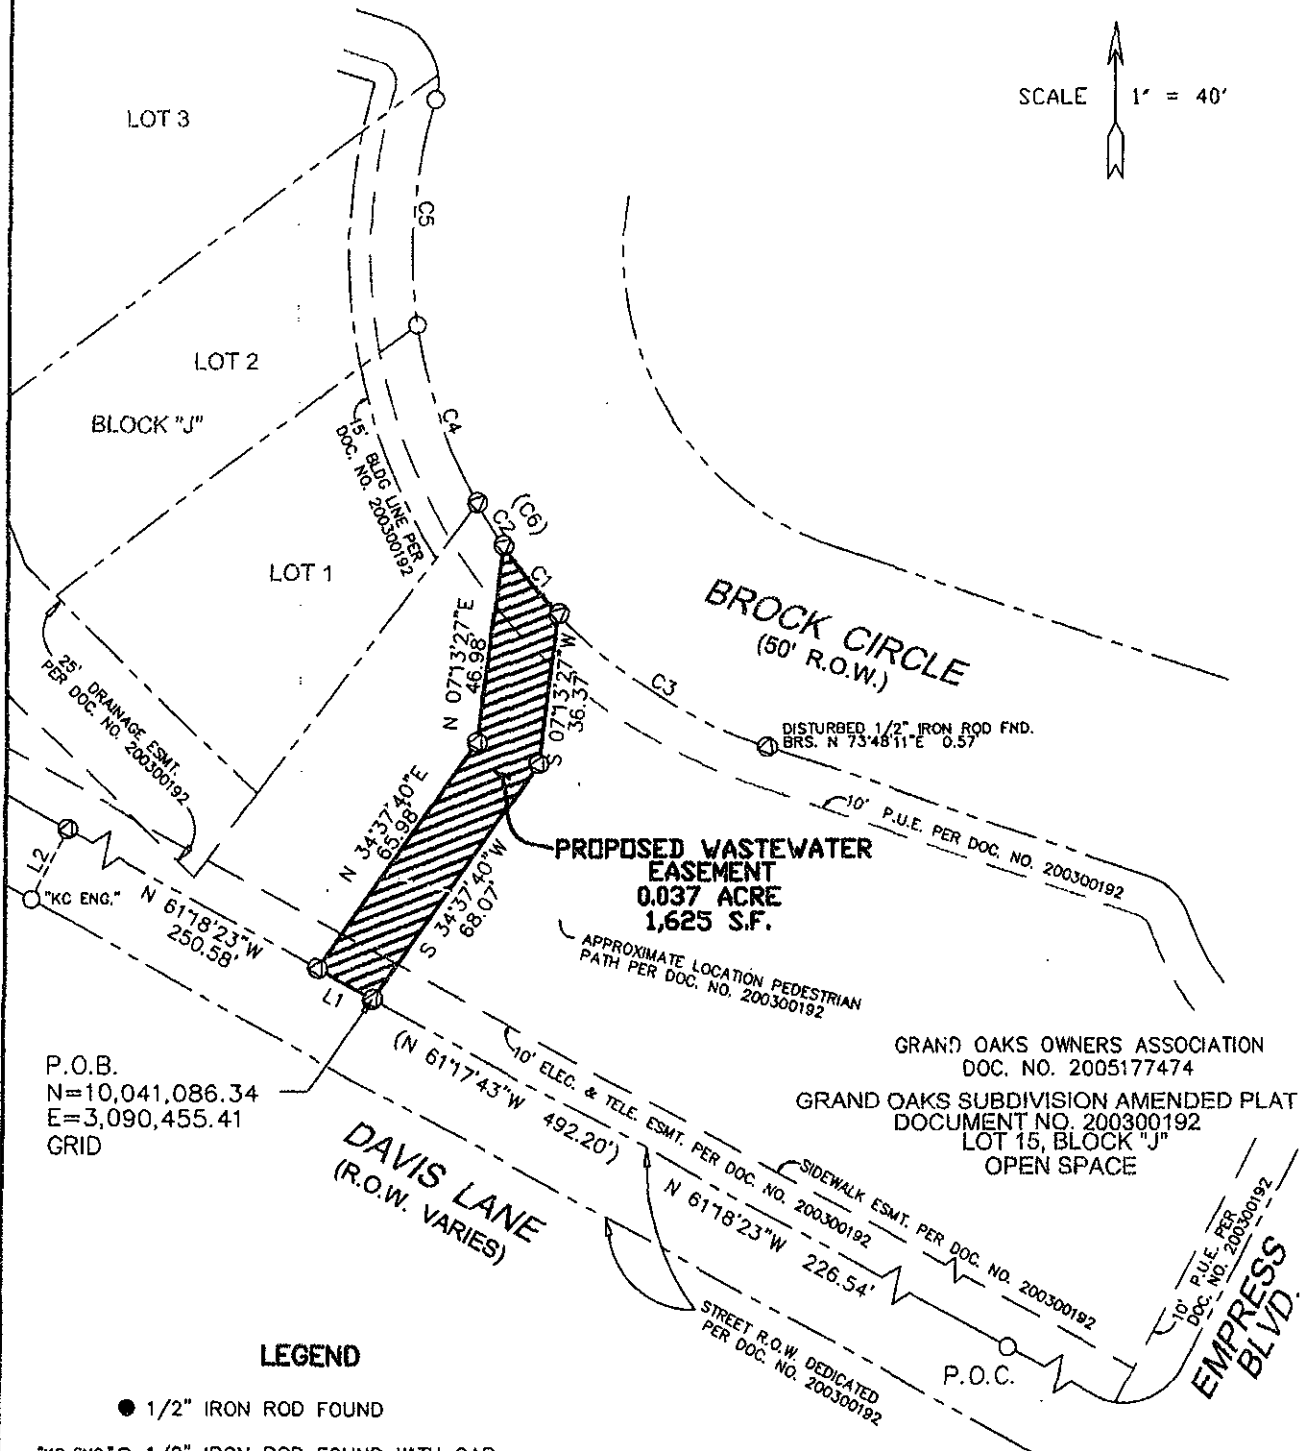 SCALE 1" = 40'
LOT 3
C5
LOT 2
BLOCK "J"
C4
15' BLDG LINE PER
DOC. NO. 200300192
(C6)
C2
C1
LOT 1
BROCK CIRCLE
(50' R.O.W.)
C3
N 07°13'27"E
46.98'
S 07°13'27"W
36.37'
DISTURBED 1/2" IRON ROD FND.
BRS. N 73°48'11"E 0.57'
25' DRAINAGE ESMT.
PER DOC. NO. 200300192
10' P.U.E. PER DOC. NO. 200300192
N 34°37'40"E
65.98'
S 34°37'40"W
68.07'
PROPOSED WASTEWATER
EASEMENT
0.037 ACRE
1,625 S.F.
L2
"KC ENG."
N 61°18'23"W
250.58'
APPROXIMATE LOCATION PEDESTRIAN
PATH PER DOC. NO. 200300192
L1
P.O.B.
N=10,041,086.34
E=3,090,455.41
GRID
(N 61°17'43"W 492.20')
10' ELEC. & TELE. ESMT. PER DOC. NO. 200300192
GRAND OAKS OWNERS ASSOCIATION
DOC. NO. 2005177474
GRAND OAKS SUBDIVISION AMENDED PLAT
DOCUMENT NO. 200300192
LOT 15, BLOCK "J"
OPEN SPACE
DAVIS LANE
(R.O.W. VARIES)
SIDEWALK ESMT. PER DOC. NO. 200300192
N 61°18'23"W 226.54'
10' P.U.E. PER
DOC. NO. 200300192
EMPRESS
BLVD.
STREET R.O.W. DEDICATED
PER DOC. NO. 200300192
P.O.C.
LEGEND
1/2" IRON ROD FOUND
1/2" IRON ROD FOUND WITH CAP